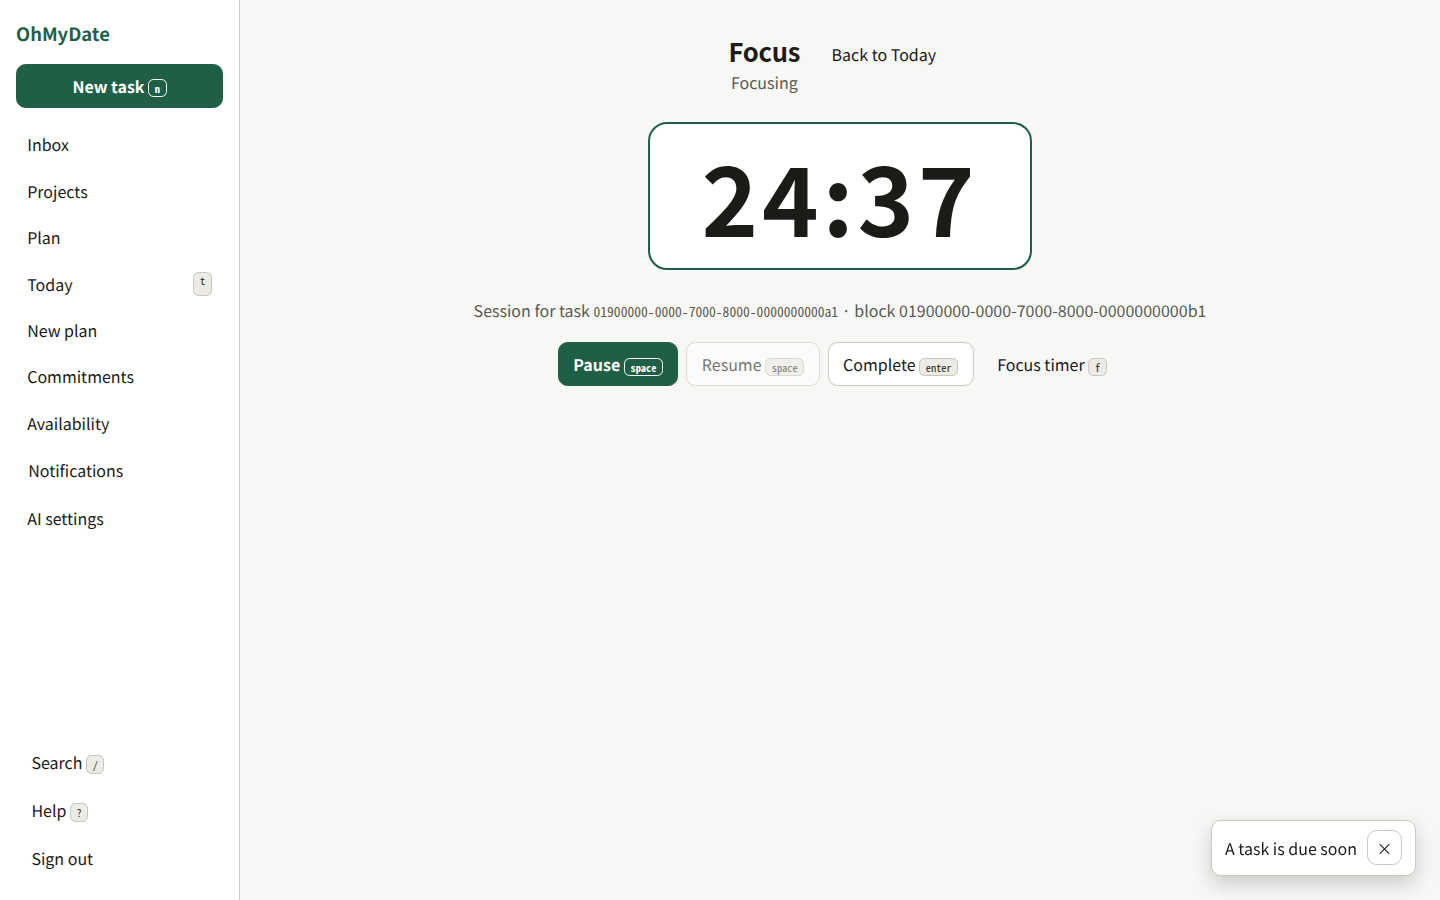 OhMyDate
New task n
Inbox
Projects
Plan
Today t
New plan
Commitments
Availability
Notifications
AI settings
Search /
Help ?
Sign out
Focus Back to Today
Focusing
24:37
Session for task 01900000-0000-7000-8000-0000000000a1 · block 01900000-0000-7000-8000-0000000000b1
Pause space Resume space Complete enter Focus timer f
A task is due soon ×